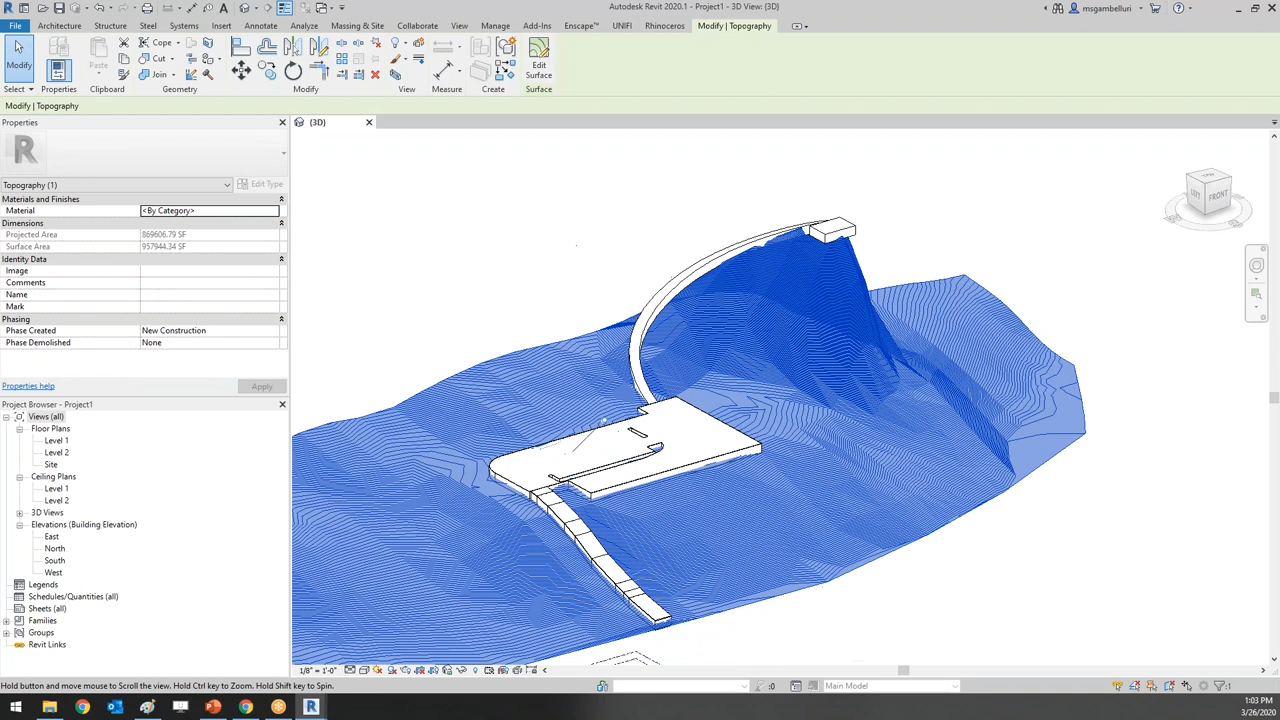 Autodesk Revit 2020.1 - Project1 - 3D View: {3D}
msgambelluri
File Architecture Structure Steel Systems Insert Annotate Analyze Massing & Site Collaborate View Manage Add-Ins Enscape™ UNIFI Rhinoceros Modify | Topography
Modify
Paste
Cope
Cut
Join
Edit
Surface
Select Properties Clipboard Geometry Modify View Measure Create Surface
Modify | Topography
Properties
{3D}
R
Topography (1)
Edit Type
Materials and Finishes
Material <By Category>
Dimensions
Projected Area 869606.79 SF
Surface Area 957944.34 SF
Identity Data
Image
Comments
Name
Mark
Phasing
Phase Created New Construction
Phase Demolished None
Properties help
Apply
LEFT
FRONT
Project Browser - Project1
Views (all)
Floor Plans
Level 1
Level 2
Site
Ceiling Plans
Level 1
Level 2
3D Views
Elevations (Building Elevation)
East
North
South
West
Legends
Schedules/Quantities (all)
Sheets (all)
Families
Groups
Revit Links
1/8" = 1'-0"
Hold button and move mouse to Scroll the view. Hold Ctrl key to Zoom. Hold Shift key to Spin.
:0
Main Model
:1
1:03 PM
3/26/2020